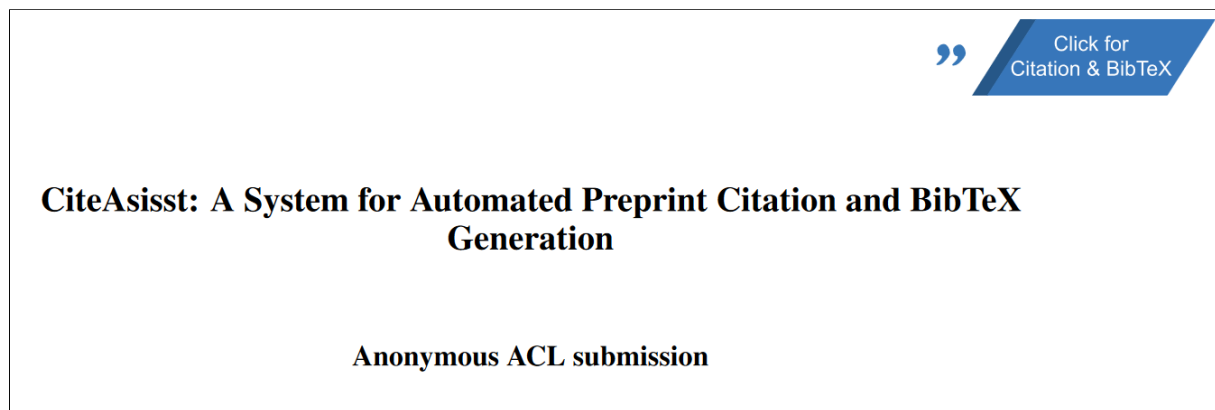 ”
Click for
Citation & BibTeX
CiteAsisst: A System for Automated Preprint Citation and BibTeX
Generation
Anonymous ACL submission